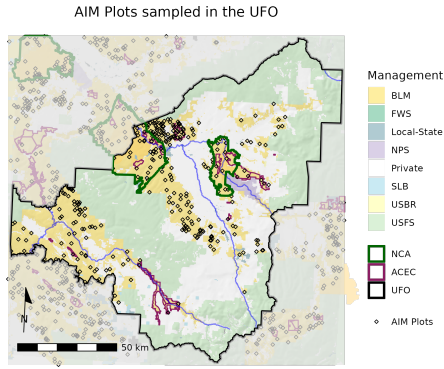 AIM Plots sampled in the UFO
Management
BLM
FWS
Local-State
NPS
Private
SLB
USBR
USFS
NCA
ACEC
UFO
AIM Plots
N
50 km